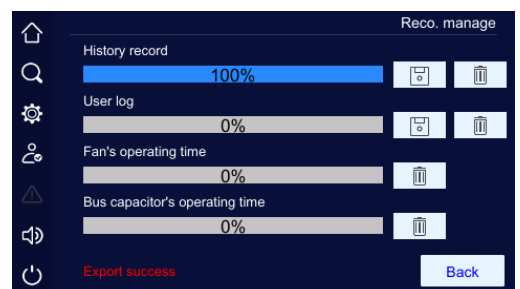 Reco. manage
History record
100%
User log
0%
Fan's operating time
0%
Bus capacitor's operating time
0%
Export success
Back